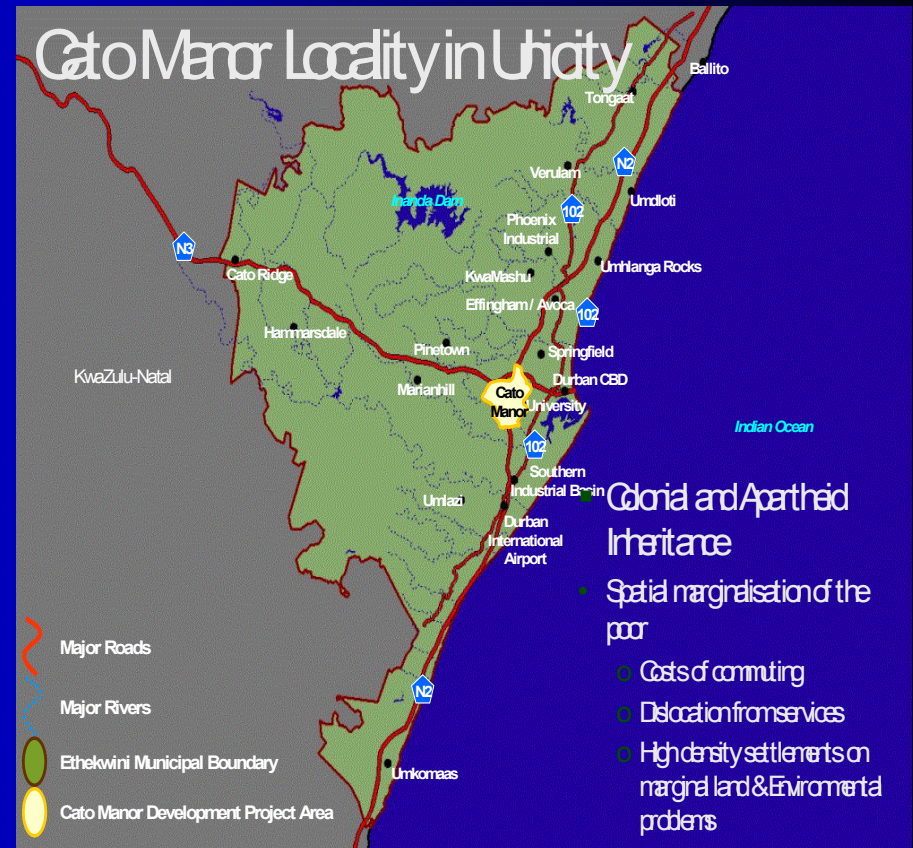 Cato Manor Locality in Unicity
Ballito
Tongaat
N2
Verulam
Umdloti
Inanda Dam
102
Phoenix
Industrial
N3
Cato Ridge
KwaMashu
Umhlanga Rocks
Effingham / Avoca
102
Hammarsdale
Pinetown
Springfield
KwaZulu-Natal
Marianhill
Durban CBD
Cato
Manor
University
Indian Ocean
102
Southern
Industrial Basin
Umlazi
Durban
International
Airport
N2
Umkomaas
Colonial and Apartheid
Inheritance
Spatial marginalisation of the
poor
o Costs of commuting
o Dislocation from services
o High density settlements on
marginal land & Environmental
problems
Major Roads
Major Rivers
Ethekwini Municipal Boundary
Cato Manor Development Project Area